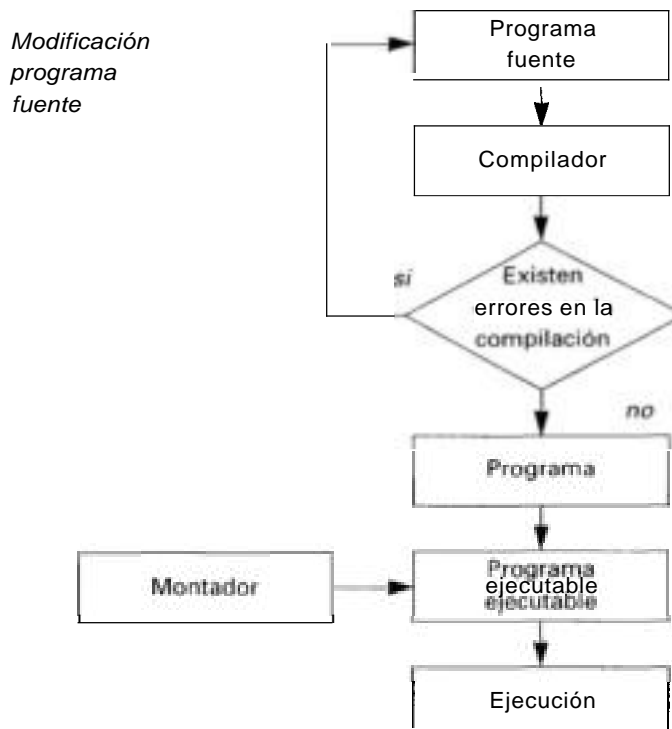 Modificación
programa
fuente
Programa
fuente
Compilador
sí
Existen
errores en la
compilación
no
Programa
Montador
Programa
ejecutable
ejecutable
Ejecución